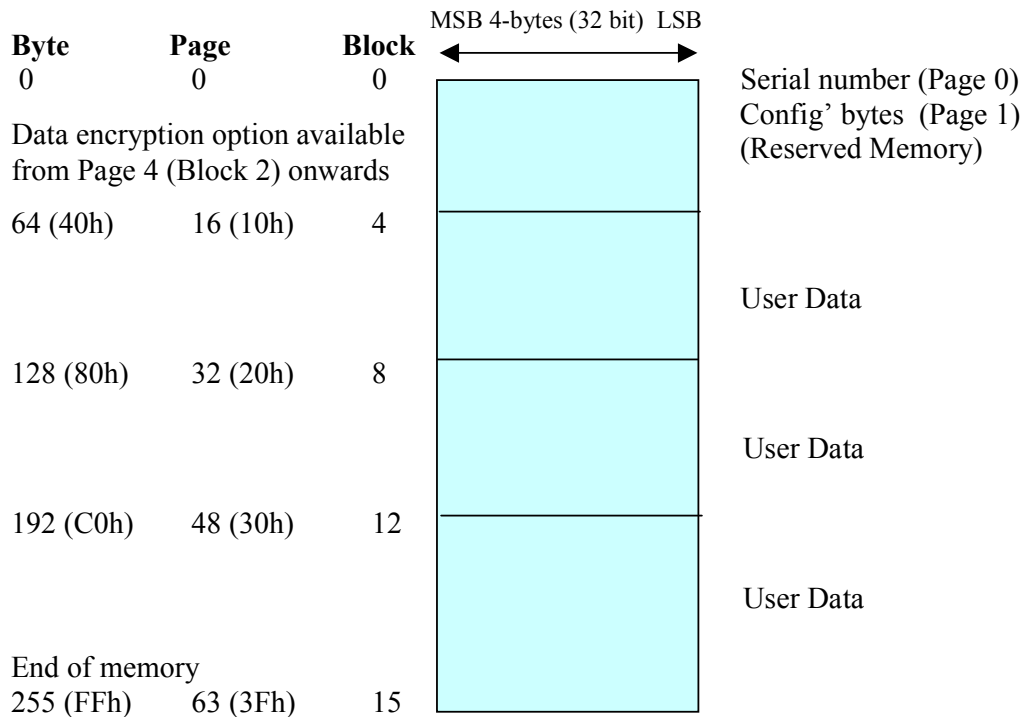 MSB 4-bytes (32 bit) LSB
Byte Page Block
0 0 0
Serial number (Page 0)
Config’ bytes (Page 1)
(Reserved Memory)
Data encryption option available
from Page 4 (Block 2) onwards
64 (40h) 16 (10h) 4
User Data
128 (80h) 32 (20h) 8
User Data
192 (C0h) 48 (30h) 12
User Data
End of memory
255 (FFh) 63 (3Fh) 15